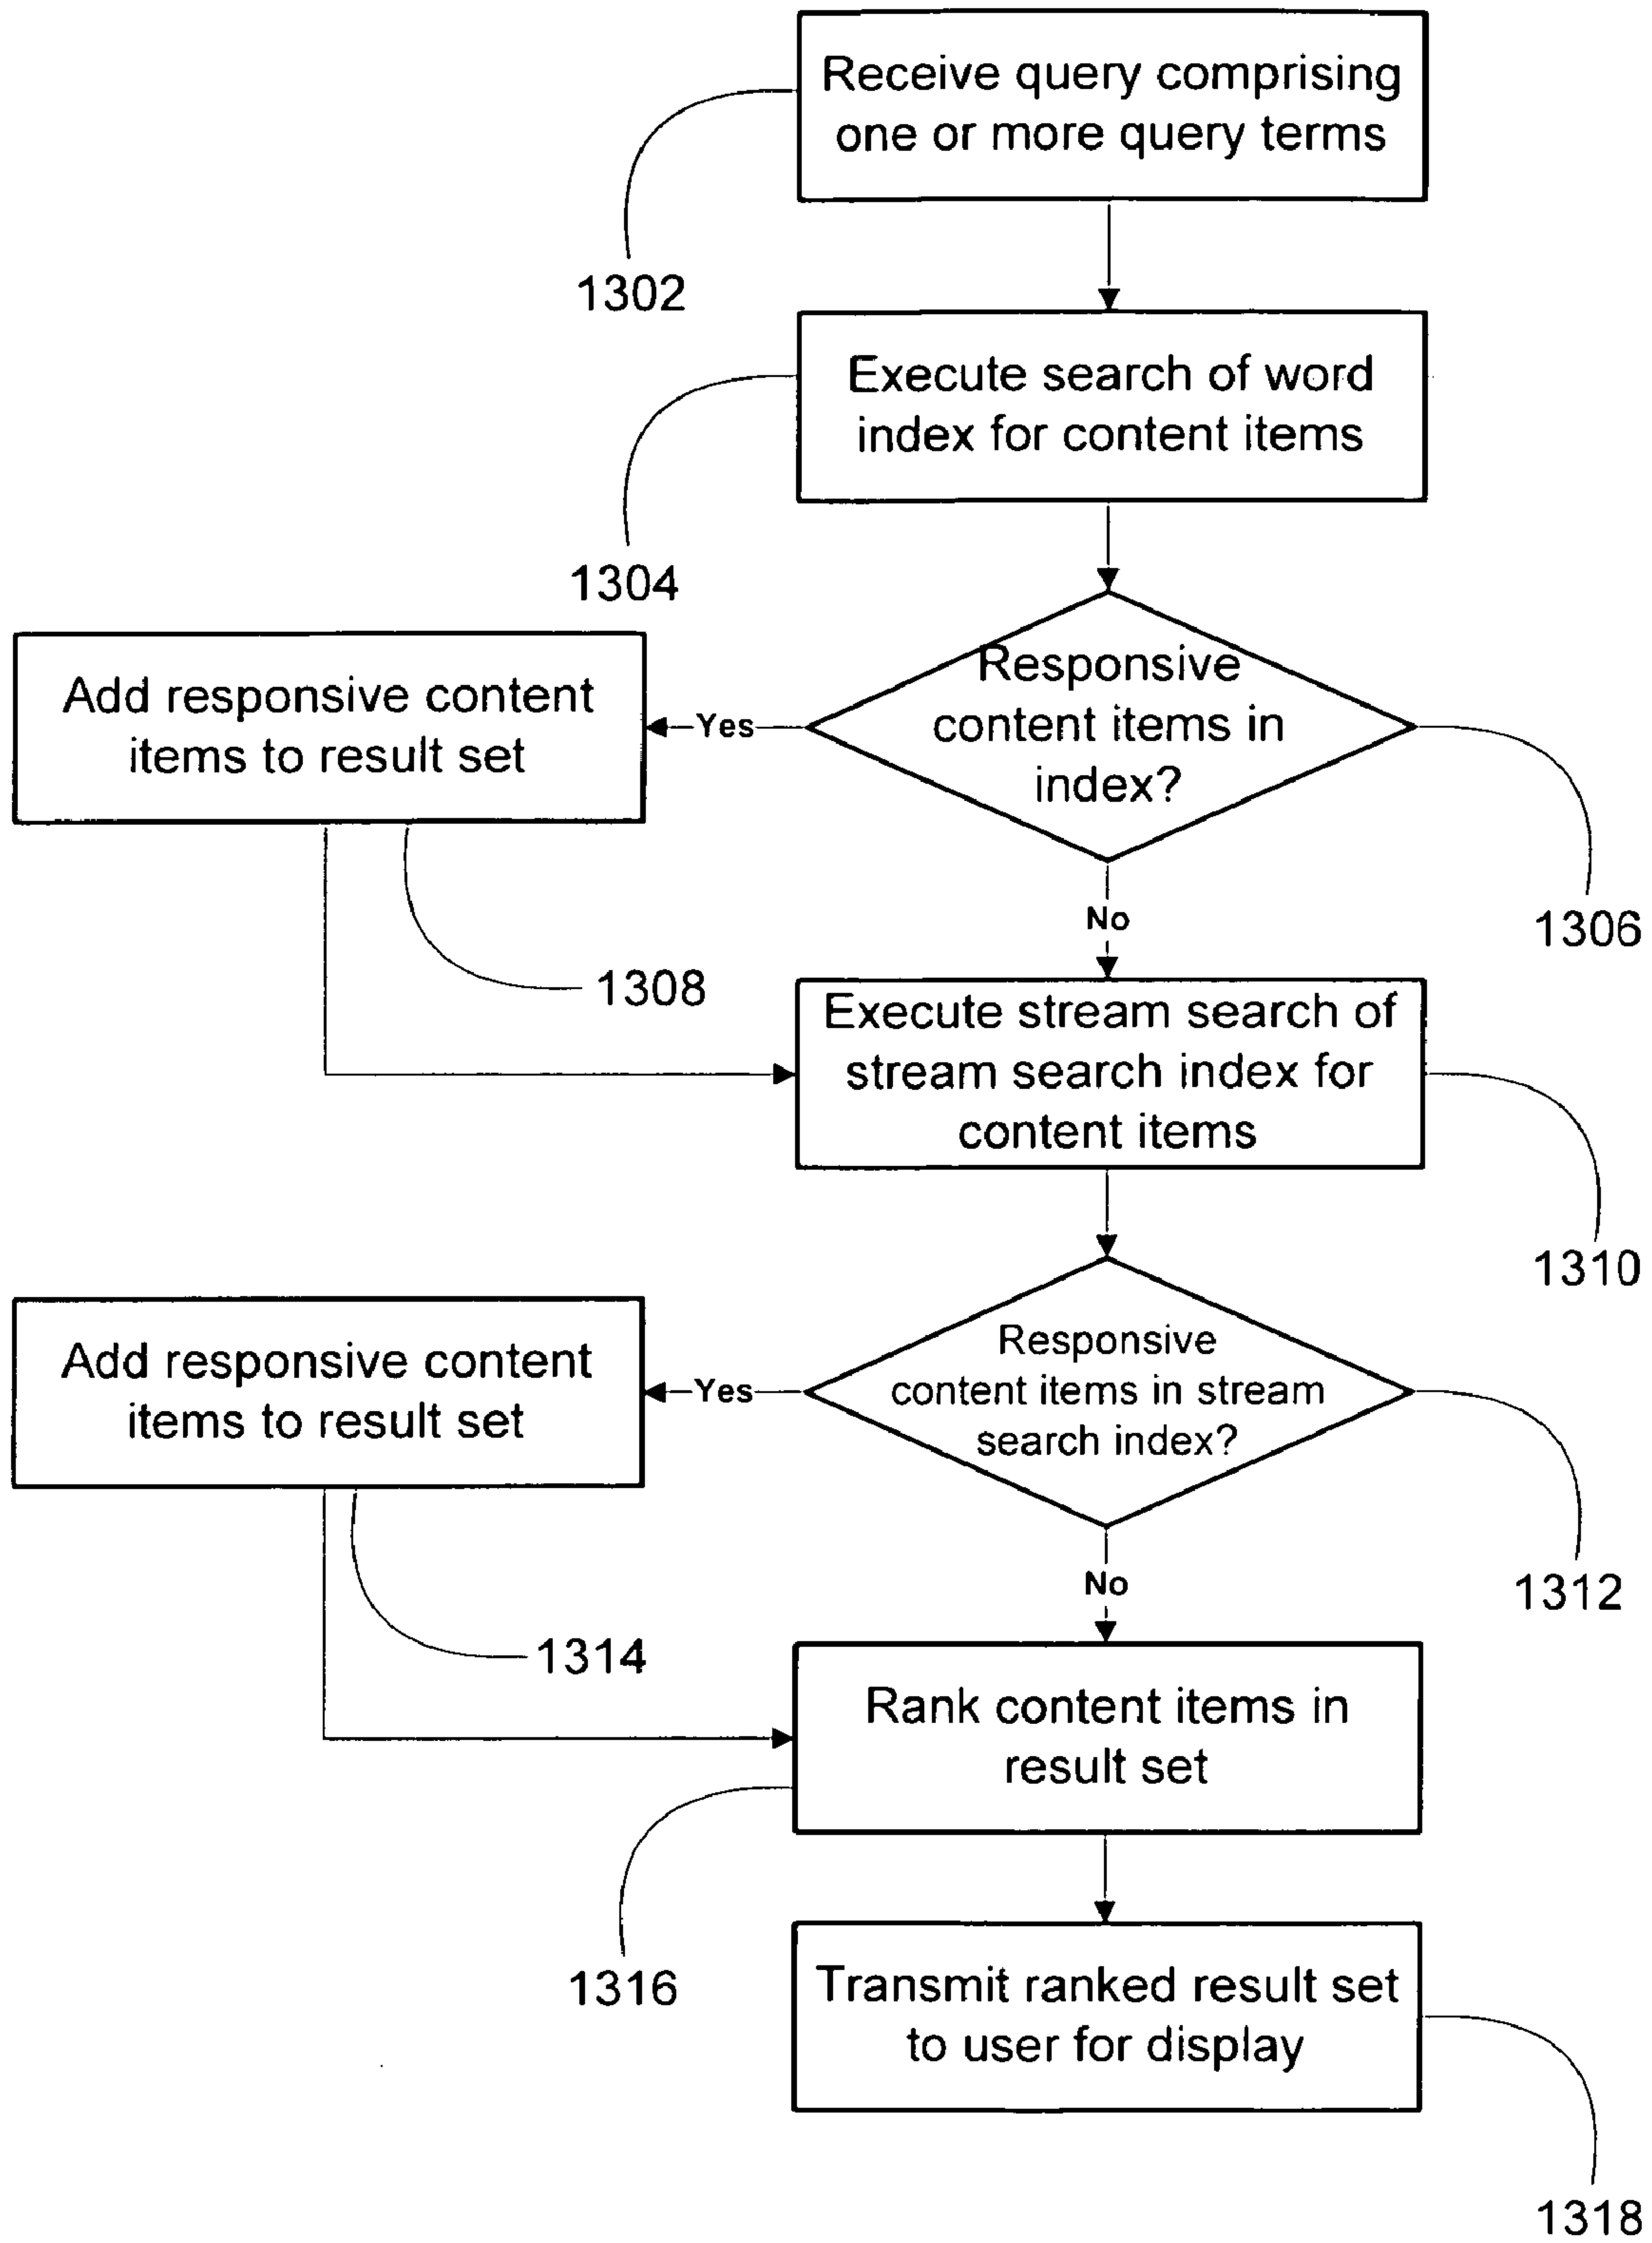 Receive query comprising
one or more query terms
1302
Execute search of word
index for content items
1304
Responsive
content items in
index?
Yes
Add responsive content
items to result set
1306
No
1308
Execute stream search of
stream search index for
content items
1310
Responsive
content items in stream
search index?
Yes
Add responsive content
items to result set
1312
No
1314
Rank content items in
result set
1316
Transmit ranked result set
to user for display
1318